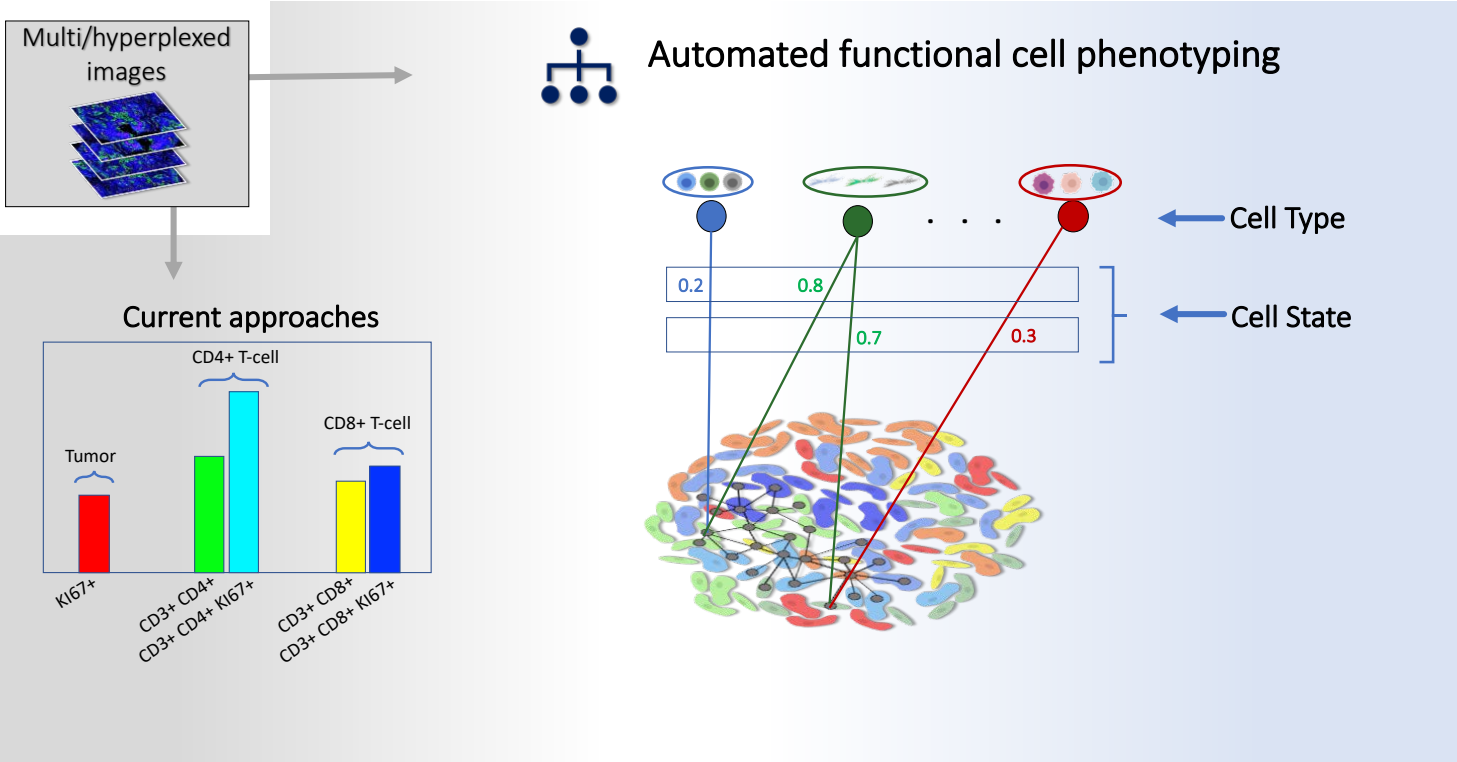 Multi/hyperplexed
images
Automated functional cell phenotyping
. . .
Cell Type
0.2
0.8
0.7
0.3
Cell State
Current approaches
CD4+ T-cell
CD8+ T-cell
Tumor
KI67+
CD3+ CD4+
CD3+ CD4+ KI67+
CD3+ CD8+
CD3+ CD8+ KI67+